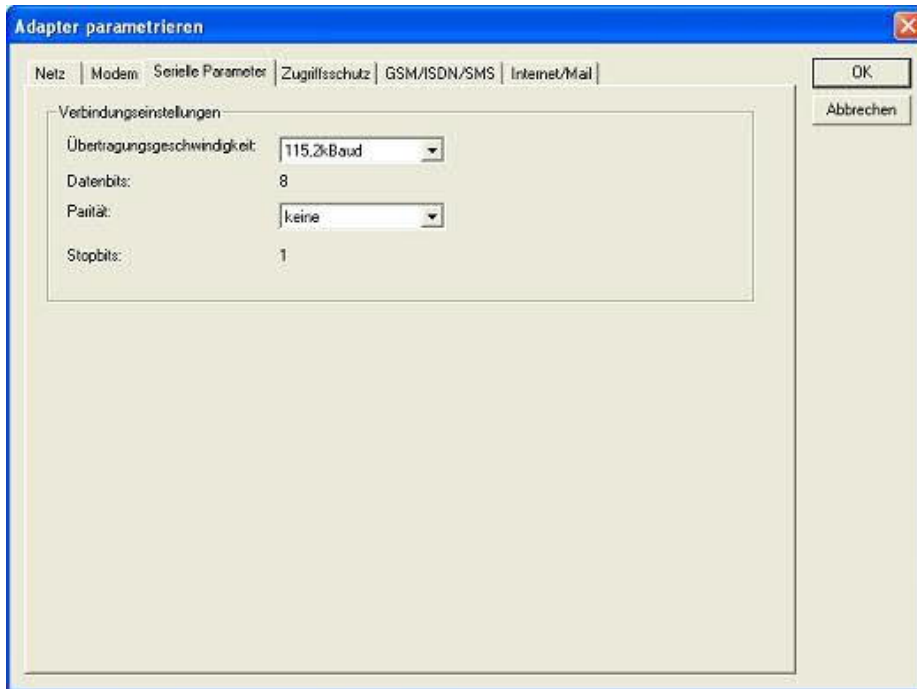 Adapter parametrieren
Netz
Modem
Serielle Parameter
Zugriffsschutz
GSM/ISDN/SMS
Internet/Mail
OK
Abbrechen
Verbindungseinstellungen
Übertragungsgeschwindigkeit: 115,2kBaud
Datenbits: 8
Parität: keine
Stopbits: 1